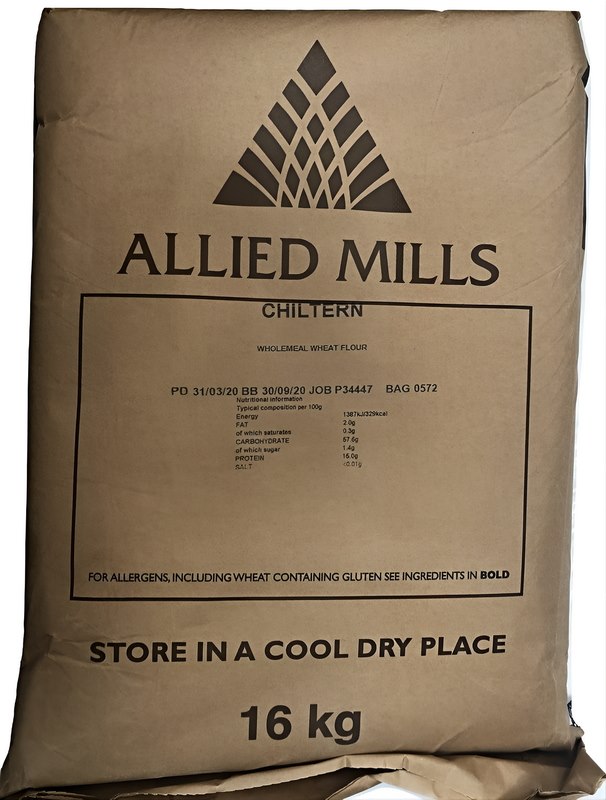 ALLIED MILLS
CHILTERN
WHOLEMEAL WHEAT FLOUR
PD 31/03/20 BB 30/09/20 JOB P34447 BAG 0572
Nutritional information
Typical composition per 100g
Energy 1387kJ/329kcal
FAT 2.0g
of which saturates 0.3g
CARBOHYDRATE 57.6g
of which sugar 1.4g
PROTEIN 16.0g
SALT <0.01g
FOR ALLERGENS, INCLUDING WHEAT CONTAINING GLUTEN SEE INGREDIENTS IN BOLD
STORE IN A COOL DRY PLACE
16 kg